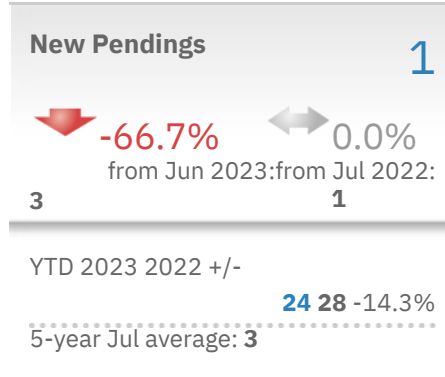 New Pendings
1
-66.7% 0.0%
from Jun 2023:from Jul 2022:
3 1
YTD 2023 2022 +/-
24 28 -14.3%
5-year Jul average: 3